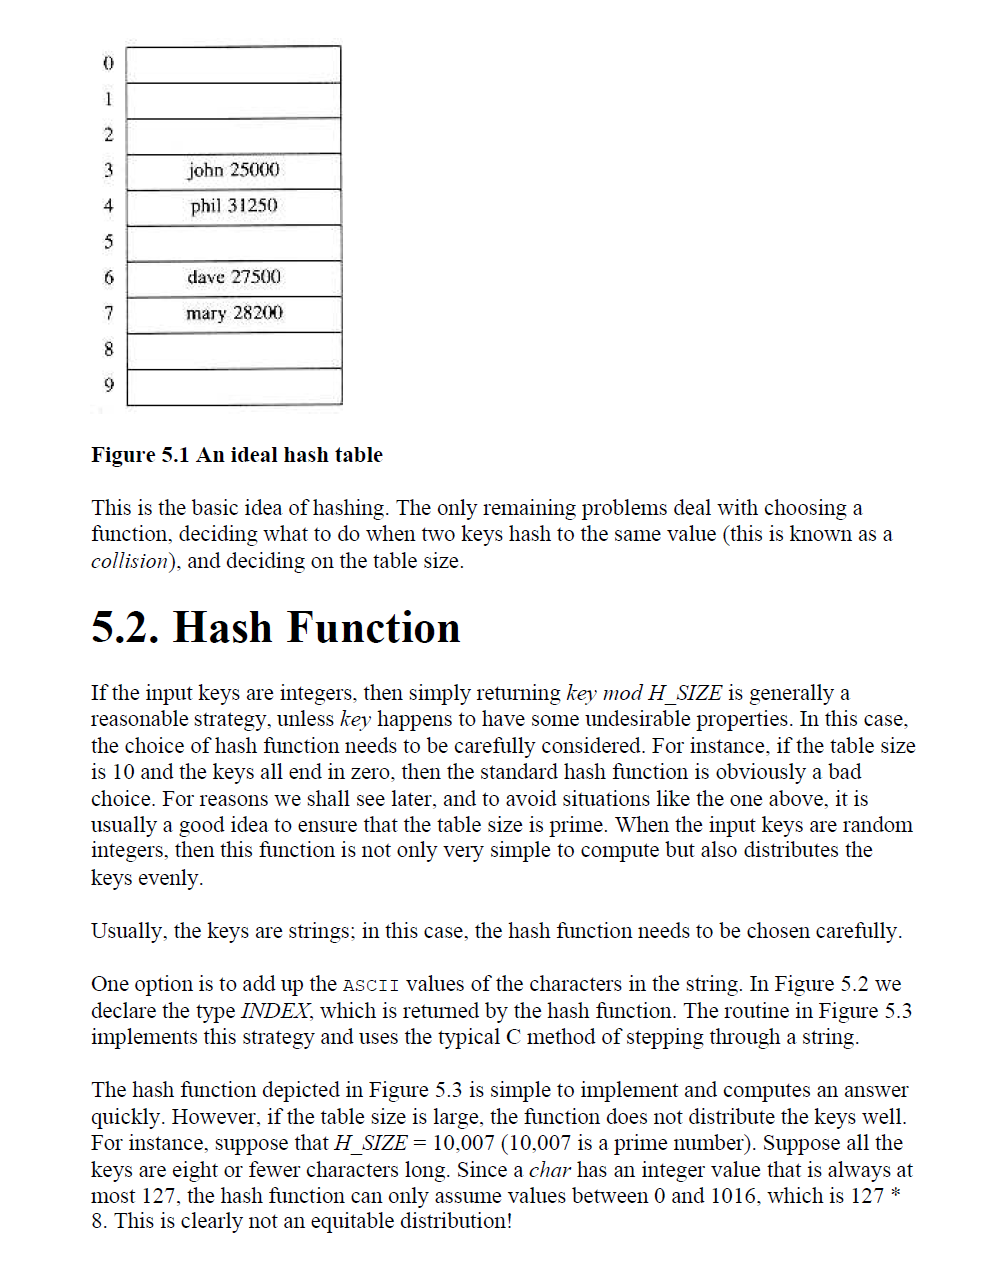 0
1
2
3 john 25000
4 phil 31250
5
6 dave 27500
7 mary 28200
8
9
Figure 5.1 An ideal hash table
This is the basic idea of hashing. The only remaining problems deal with choosing a
function, deciding what to do when two keys hash to the same value (this is known as a
collision), and deciding on the table size.
5.2. Hash Function
If the input keys are integers, then simply returning key mod H_SIZE is generally a
reasonable strategy, unless key happens to have some undesirable properties. In this case,
the choice of hash function needs to be carefully considered. For instance, if the table size
is 10 and the keys all end in zero, then the standard hash function is obviously a bad
choice. For reasons we shall see later, and to avoid situations like the one above, it is
usually a good idea to ensure that the table size is prime. When the input keys are random
integers, then this function is not only very simple to compute but also distributes the
keys evenly.
Usually, the keys are strings; in this case, the hash function needs to be chosen carefully.
One option is to add up the ASCII values of the characters in the string. In Figure 5.2 we
declare the type INDEX, which is returned by the hash function. The routine in Figure 5.3
implements this strategy and uses the typical C method of stepping through a string.
The hash function depicted in Figure 5.3 is simple to implement and computes an answer
quickly. However, if the table size is large, the function does not distribute the keys well.
For instance, suppose that H_SIZE = 10,007 (10,007 is a prime number). Suppose all the
keys are eight or fewer characters long. Since a char has an integer value that is always at
most 127, the hash function can only assume values between 0 and 1016, which is 127 *
8. This is clearly not an equitable distribution!